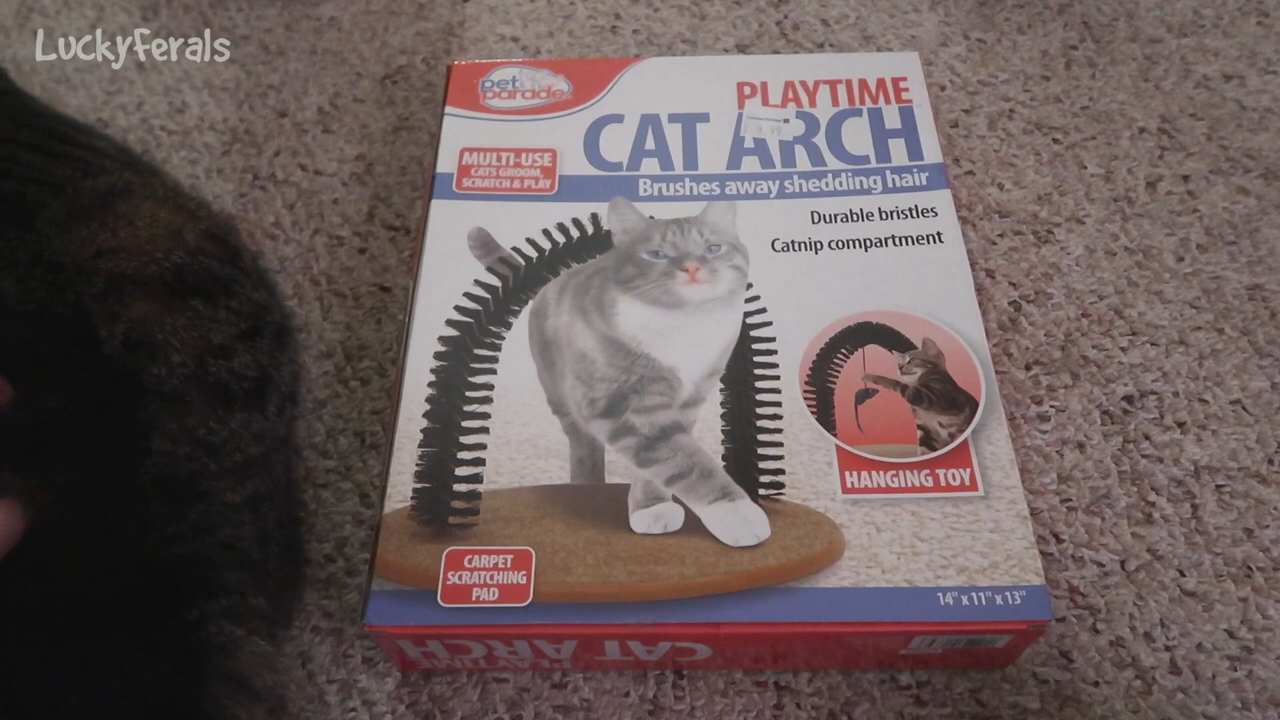 LuckyFerals
pet
parade
PLAYTIME
CAT ARCH
MULTI-USE
CATS GROOM,
SCRATCH & PLAY
Brushes away shedding hair
Durable bristles
Catnip compartment
HANGING TOY
CARPET
SCRATCHING
PAD
14" x 11" x 13"
PLAYTIME
CAT ARCH